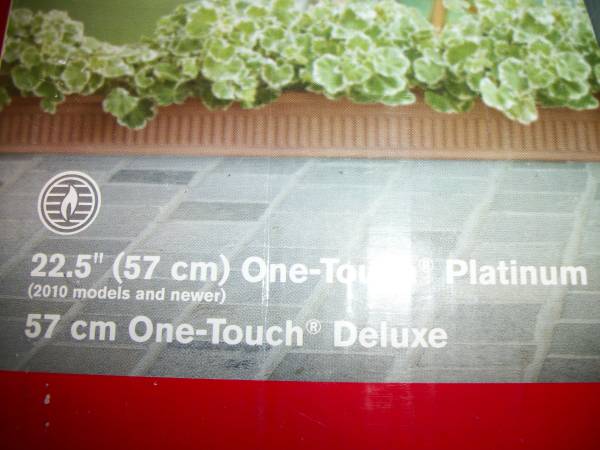 22.5" (57 cm) One-Touch® Platinum
(2010 models and newer)
57 cm One-Touch® Deluxe